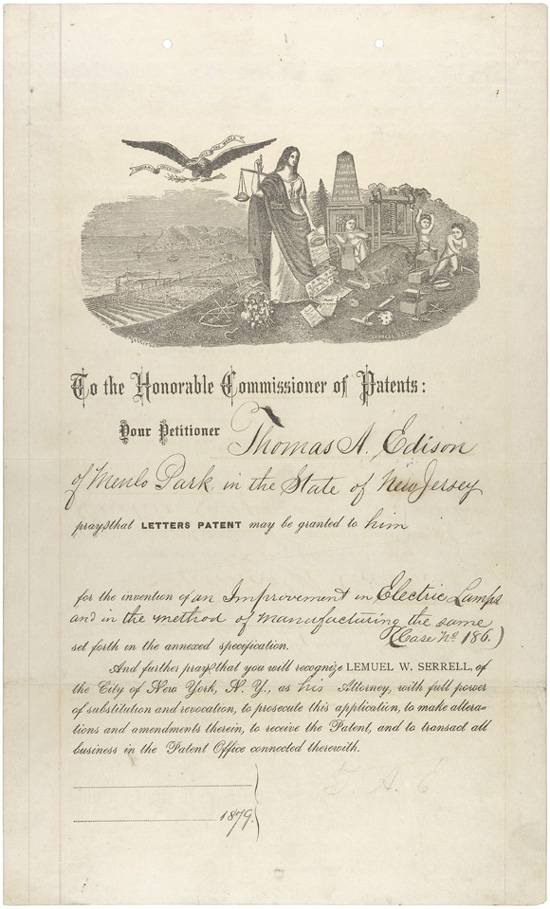 To the Honorable Commissioner of Patents:
Your Petitioner Thomas A. Edison
of Menlo Park in the State of New Jersey
prays that LETTERS PATENT may be granted to him
for the invention of an Improvement in Electric Lamps
and in the method of manufacturing the same
(Case No 186.)
set forth in the annexed specification.
And further prays that you will recognize LEMUEL W. SERRELL, of
the City of New York, N. Y., as his Attorney, with full power
of substitution and revocation, to prosecute this application, to make altera-
tions and amendments therein, to receive the Patent, and to transact all
business in the Patent Office connected therewith.
T. A. E
1879.